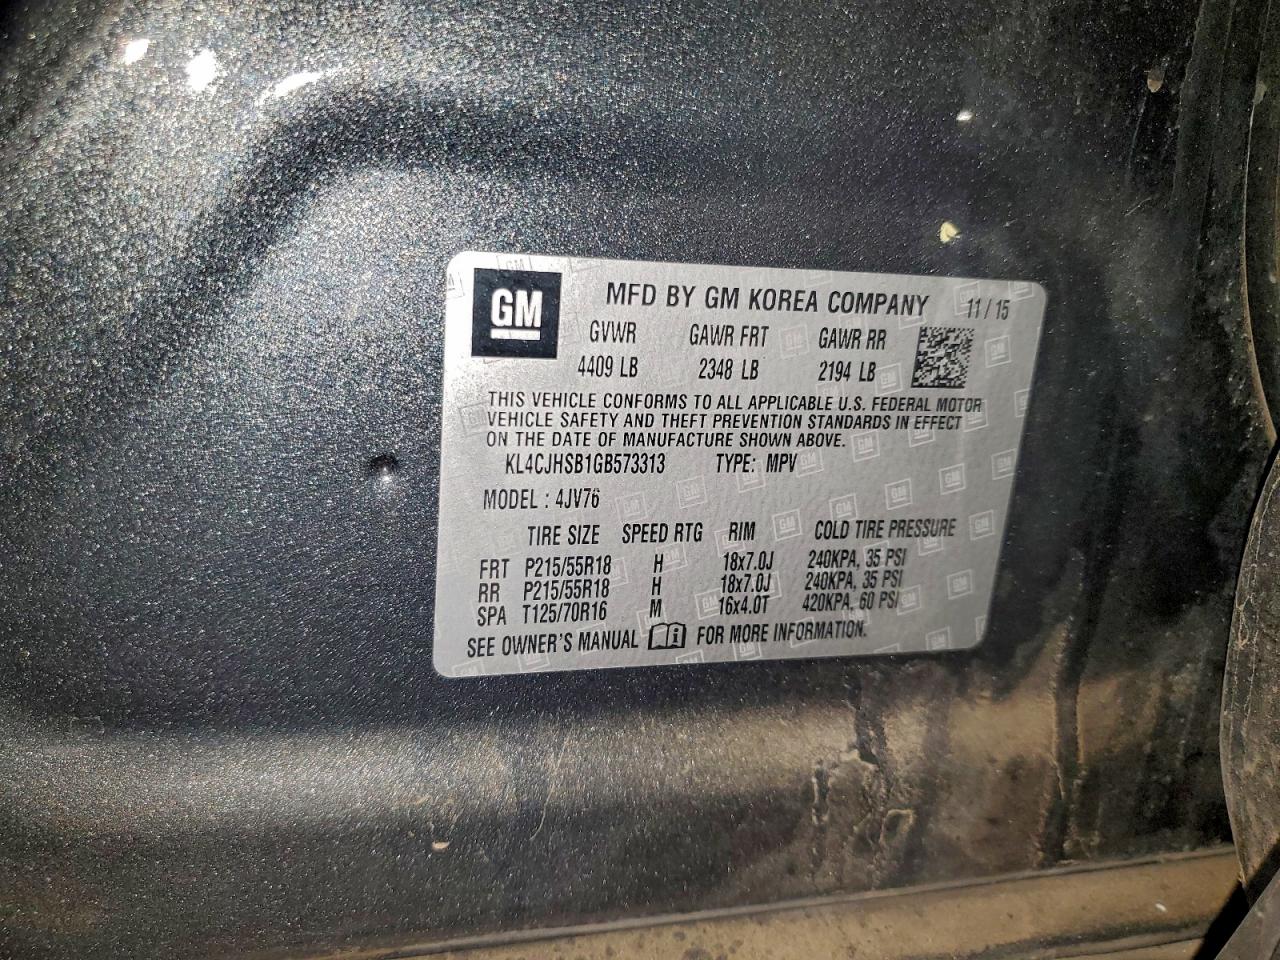 GM
MFD BY GM KOREA COMPANY 11/15
GVWR GAWR FRT GAWR RR
4409 LB 2348 LB 2194 LB
THIS VEHICLE CONFORMS TO ALL APPLICABLE U.S. FEDERAL MOTOR
VEHICLE SAFETY AND THEFT PREVENTION STANDARDS IN EFFECT
ON THE DATE OF MANUFACTURE SHOWN ABOVE.
KL4CJHSB1GB573313 TYPE: MPV
MODEL : 4JV76
TIRE SIZE SPEED RTG RIM COLD TIRE PRESSURE
FRT P215/55R18 H 18x7.0J 240KPA, 35 PSI
RR P215/55R18 H 18x7.0J 240KPA, 35 PSI
SPA T125/70R16 M 16x4.0T 420KPA, 60 PSI
SEE OWNER'S MANUAL FOR MORE INFORMATION.